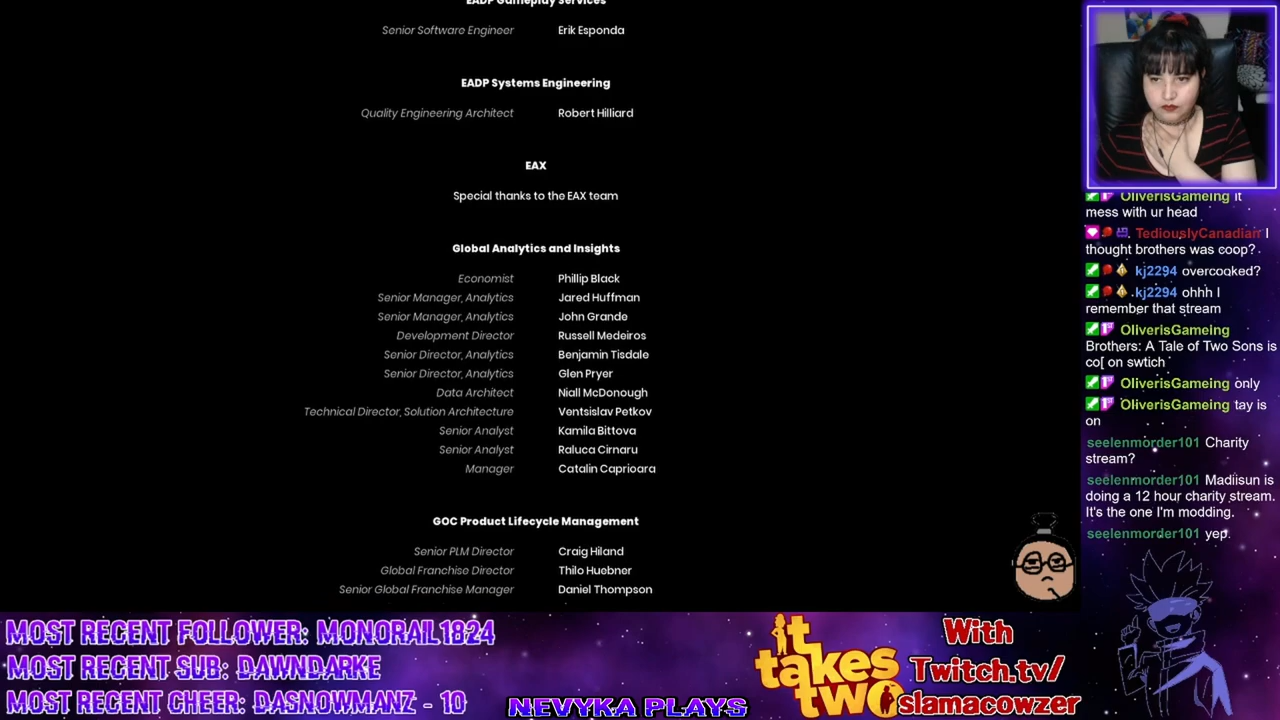 EADP Gameplay Services
Senior Software Engineer Erik Esponda
EADP Systems Engineering
Quality Engineering Architect Robert Hilliard
EAX
Special thanks to the EAX team
Global Analytics and Insights
Economist Phillip Black
Senior Manager, Analytics Jared Huffman
Senior Manager, Analytics John Grande
Development Director Russell Medeiros
Senior Director, Analytics Benjamin Tisdale
Senior Director, Analytics Glen Pryer
Data Architect Niall McDonough
Technical Director, Solution Architecture Ventsislav Petkov
Senior Analyst Kamila Bittova
Senior Analyst Raluca Cirnaru
Manager Catalin Caprioara
GOC Product Lifecycle Management
Senior PLM Director Craig Hiland
Global Franchise Director Thilo Huebner
Senior Global Franchise Manager Daniel Thompson
OliverIsGameing it
mess with ur head
TediouslyCanadian I
thought brothers was coop?
kj2294 overcooked?
kj2294 ohhh I
remember that stream
OliverIsGameing
Brothers: A Tale of Two Sons is
co[ on swtich
OliverIsGameing only
OliverIsGameing tay is
on
seelenmorder101 Charity
stream?
seelenmorder101 Madiisun is
doing a 12 hour charity stream.
It's the one I'm modding.
seelenmorder101 yep.
MOST RECENT FOLLOWER: MONORAIL1824
MOST RECENT SUB: DAWNDARKE
MOST RECENT CHEER: DASNOWMANZ - 10
NEVYKA PLAYS
it
takes
two
With
Twitch.tv/
slamacowzer